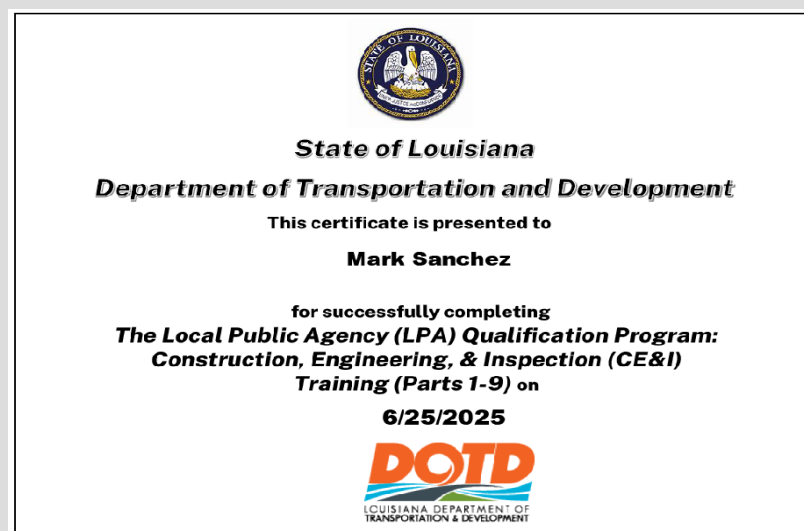 STATE OF LOUISIANA
State of Louisiana
Department of Transportation and Development
This certificate is presented to
Mark Sanchez
for successfully completing
The Local Public Agency (LPA) Qualification Program:
Construction, Engineering, & Inspection (CE&I)
Training (Parts 1-9) on
6/25/2025
DOTD
LOUISIANA DEPARTMENT OF
TRANSPORTATION & DEVELOPMENT